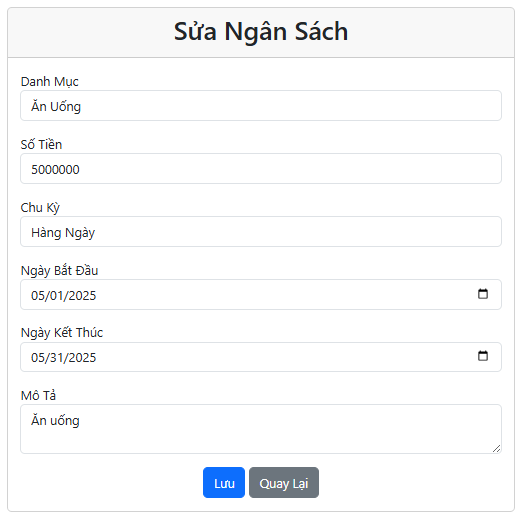 Sửa Ngân Sách
Danh Mục
Ăn Uống
Số Tiền
5000000
Chu Kỳ
Hàng Ngày
Ngày Bắt Đầu
05/01/2025
Ngày Kết Thúc
05/31/2025
Mô Tả
Ăn uống
Lưu Quay Lại